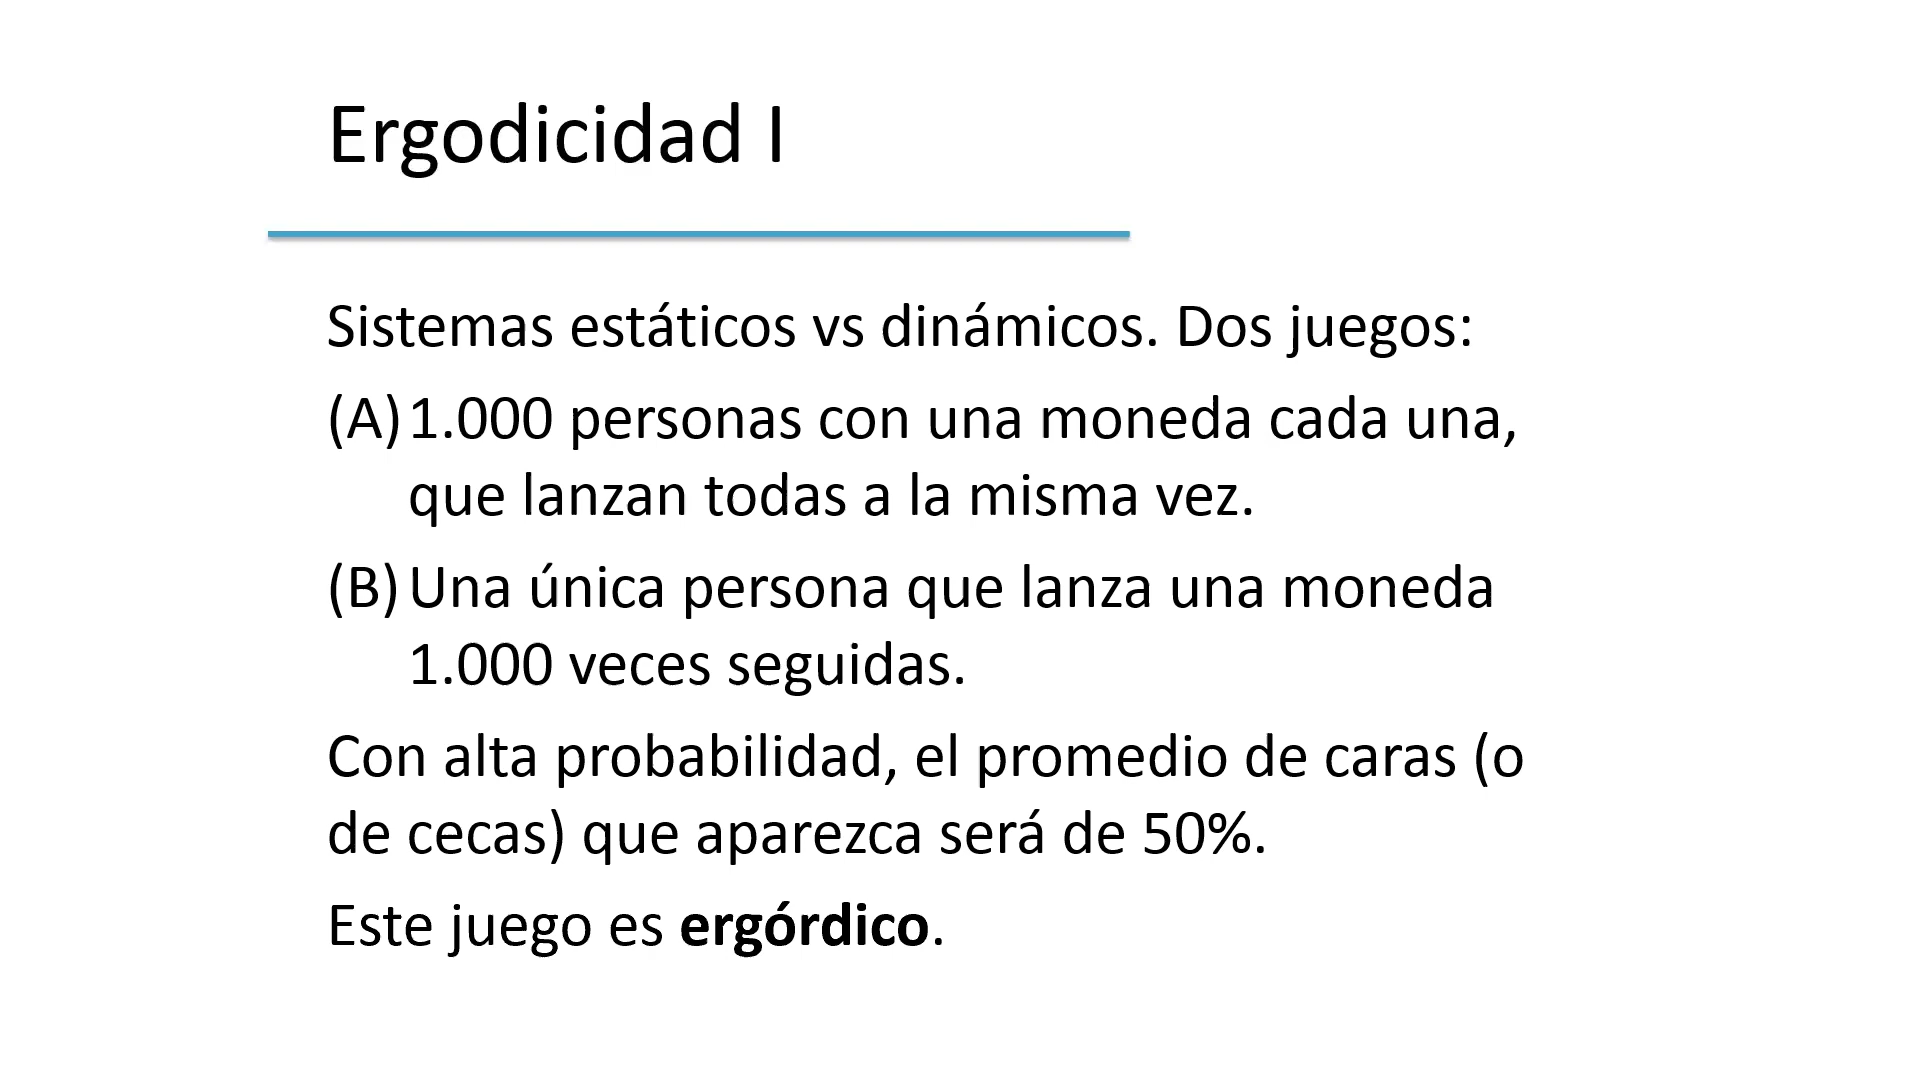 Ergodicidad I
Sistemas estáticos vs dinámicos. Dos juegos:
(A) 1.000 personas con una moneda cada una,
que lanzan todas a la misma vez.
(B) Una única persona que lanza una moneda
1.000 veces seguidas.
Con alta probabilidad, el promedio de caras (o
de cecas) que aparezca será de 50%.
Este juego es ergórdico.